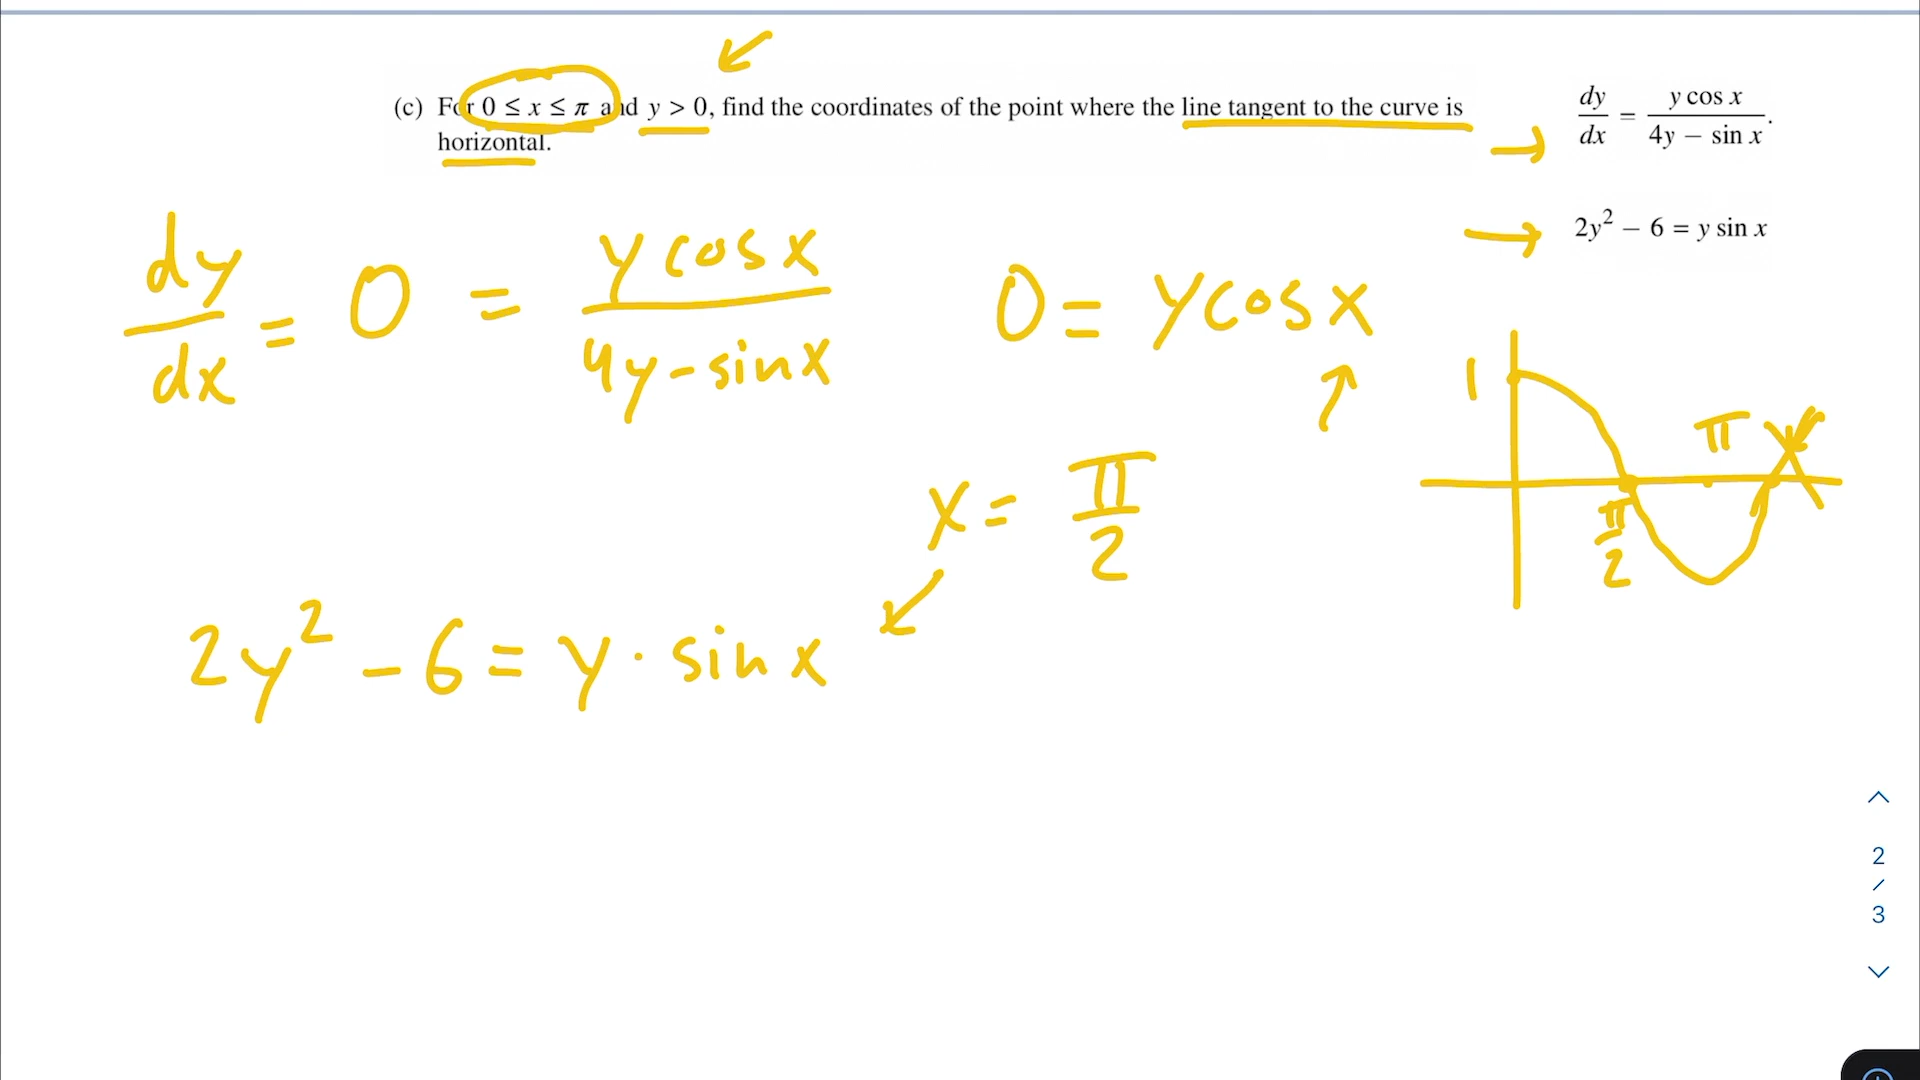 (c) For 0 ≤ x ≤ π and y > 0, find the coordinates of the point where the line tangent to the curve is
horizontal.
dy/dx = y cos x / 4y − sin x.
2y² − 6 = y sin x
dy/dx = 0 = y cos x / 4y - sin x
0 = y cos x
1
π
π/2
x = π/2
2y² - 6 = y · sin x
2
/
3